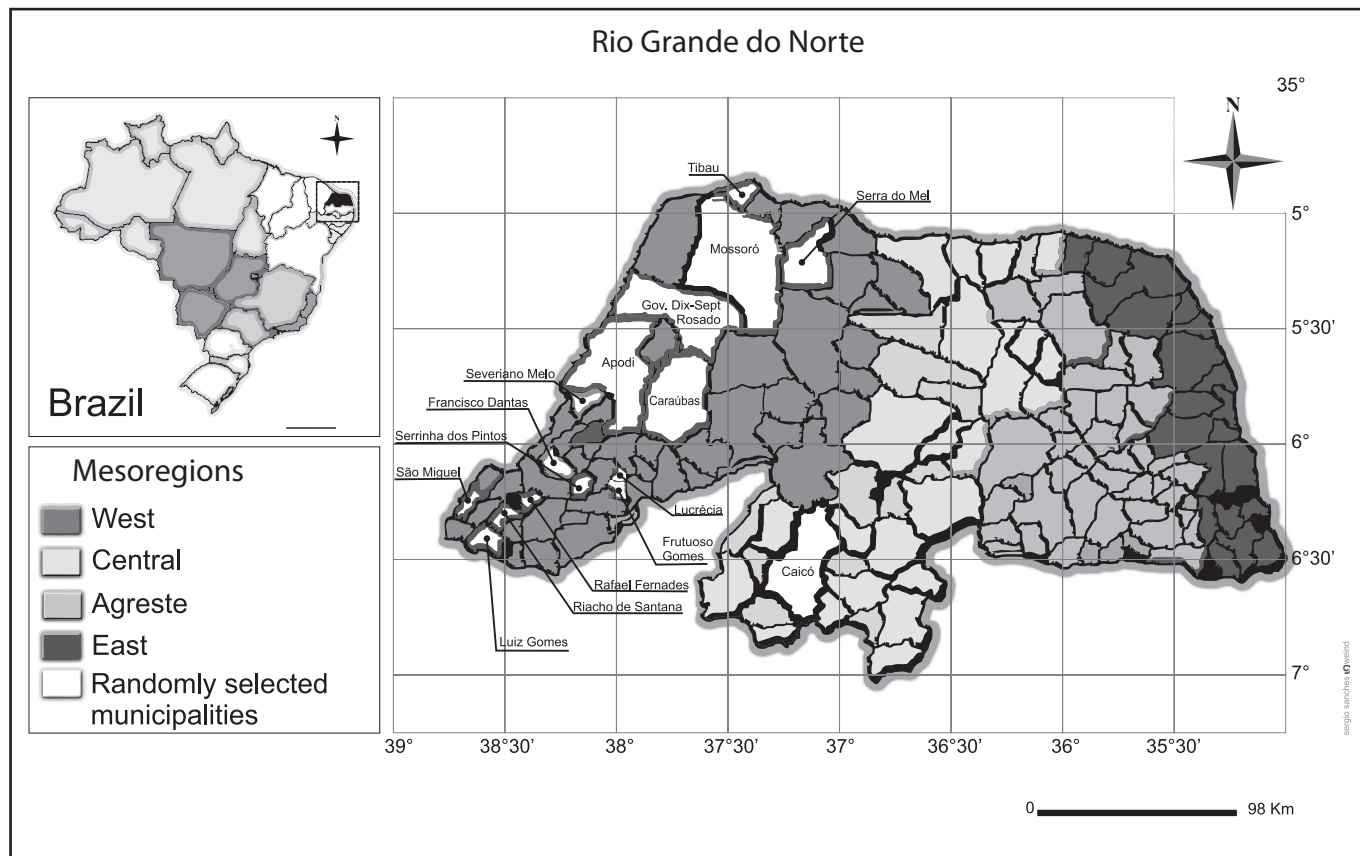 Rio Grande do Norte
35°
N
N
Brazil
Mesoregions
West
Central
Agreste
East
Randomly selected
municipalities
Tibau
Serra do Mel
Mossoró
Gov. Dix-Sept
Rosado
Apodi
Severiano Melo
Caraúbas
Francisco Dantas
Serrinha dos Pintos
São Miguel
Lucrécia
Frutuoso
Gomes
Caicó
Rafael Fernades
Riacho de Santana
Luiz Gomes
5°
5°30'
6°
6°30'
7°
39°
38°30'
38°
37°30'
37°
36°30'
36°
35°30'
0
98 Km
sergio sanches
weind